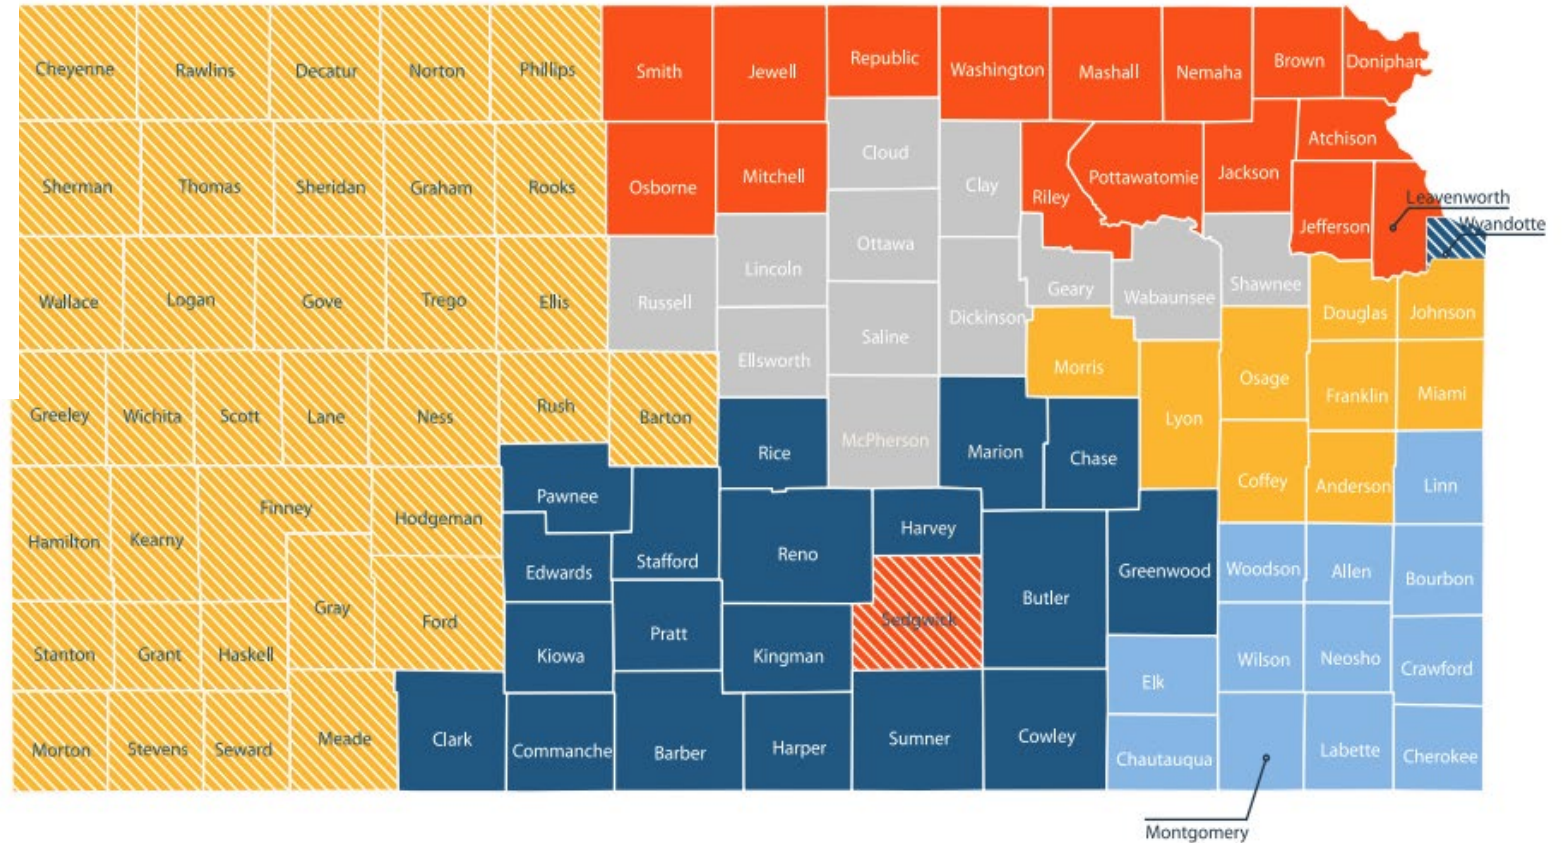 Cheyenne
Rawlins
Decatur
Norton
Phillips
Smith
Jewell
Republic
Washington
Mashall
Nemaha
Brown
Doniphan
Sherman
Thomas
Sheridan
Graham
Rooks
Osborne
Mitchell
Cloud
Clay
Riley
Pottawatomie
Jackson
Atchison
Jefferson
Leavenworth
Wyandotte
Wallace
Logan
Gove
Trego
Ellis
Russell
Lincoln
Ottawa
Saline
Dickinson
Geary
Wabaunsee
Shawnee
Douglas
Johnson
Ellsworth
Morris
Osage
Franklin
Miami
Greeley
Wichita
Scott
Lane
Ness
Rush
Barton
Rice
McPherson
Marion
Chase
Lyon
Coffey
Anderson
Linn
Hamilton
Kearny
Finney
Hodgeman
Pawnee
Edwards
Stafford
Reno
Harvey
Butler
Greenwood
Woodson
Allen
Bourbon
Stanton
Grant
Haskell
Gray
Ford
Kiowa
Pratt
Kingman
Sedgwick
Elk
Wilson
Neosho
Crawford
Morton
Stevens
Seward
Meade
Clark
Commanche
Barber
Harper
Sumner
Cowley
Chautauqua
Labette
Cherokee
Montgomery